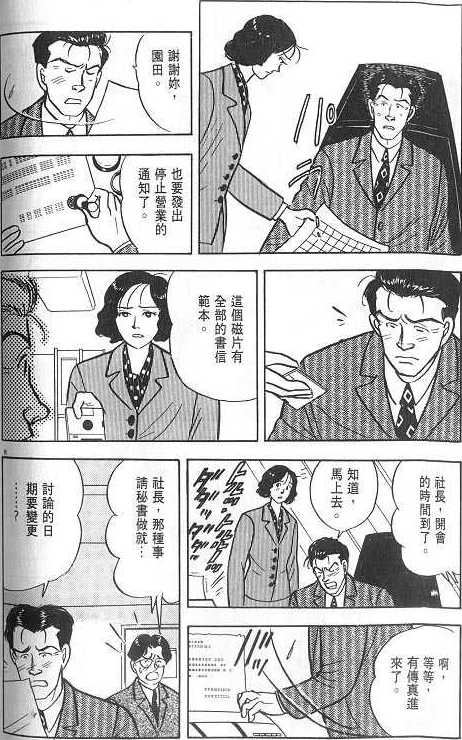 謝謝妳，
園田。
也要發出
停止營業的
通知了。
這個磁片有
全部的書信
範本。
社長，開會
的時間到了。
知道，
馬上去。
啊，
等等，
有傳真進
來了。
社長，那種事
請秘書做就…
討論的日
期要變更
……？